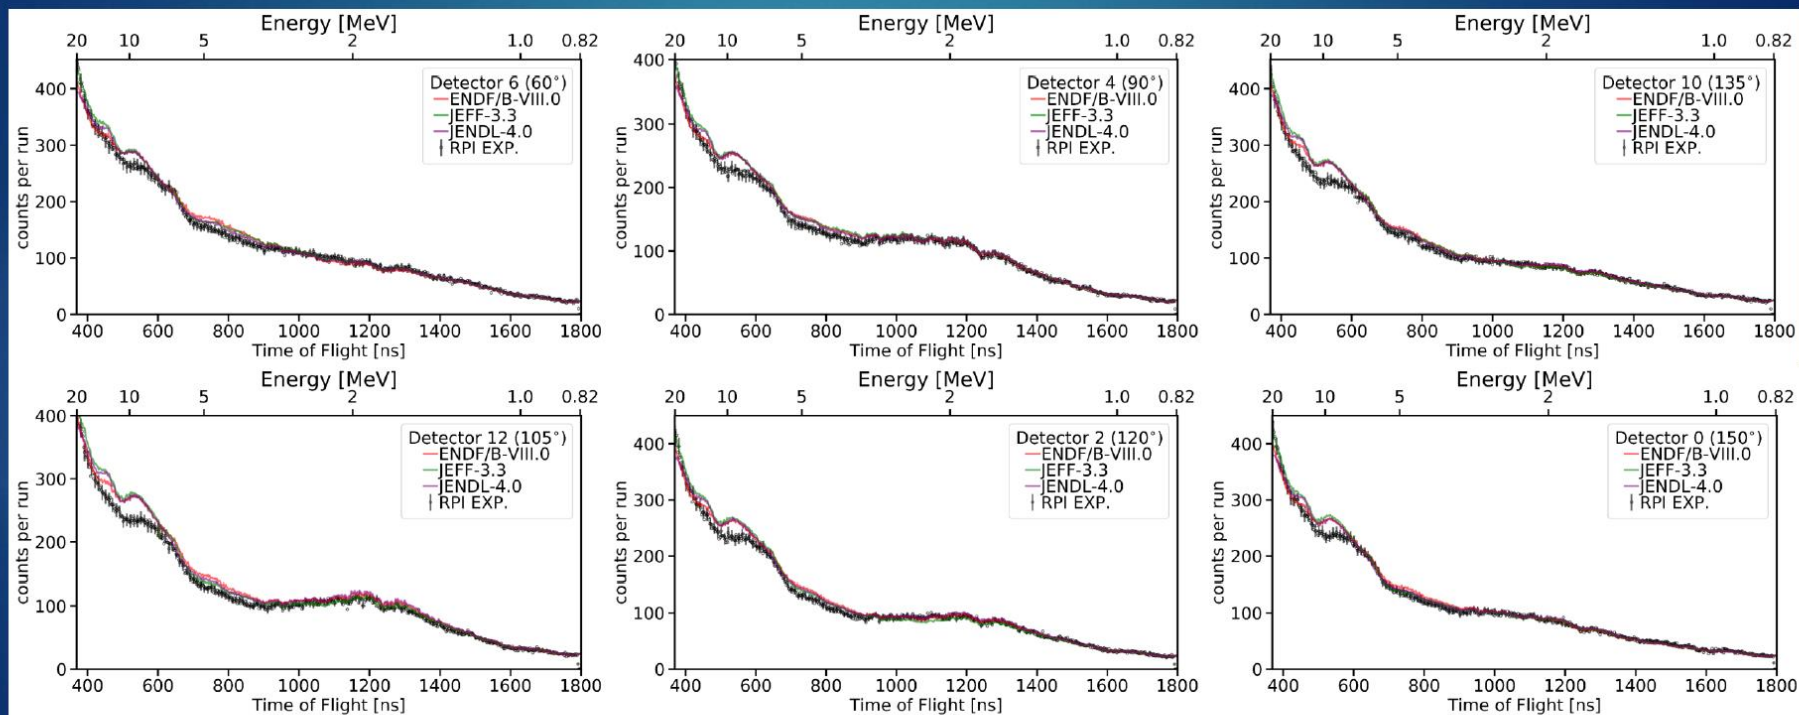 Energy [MeV]
20 10 5 2 1.0 0.82
counts per run
400
300
200
100
0
Detector 6 (60°)
ENDF/B-VIII.0
JEFF-3.3
JENDL-4.0
RPI EXP.
400 600 800 1000 1200 1400 1600 1800
Time of Flight [ns]
Energy [MeV]
20 10 5 2 1.0 0.82
counts per run
400
300
200
100
0
Detector 4 (90°)
ENDF/B-VIII.0
JEFF-3.3
JENDL-4.0
RPI EXP.
400 600 800 1000 1200 1400 1600 1800
Time of Flight [ns]
Energy [MeV]
20 10 5 2 1.0 0.82
counts per run
400
300
200
100
0
Detector 10 (135°)
ENDF/B-VIII.0
JEFF-3.3
JENDL-4.0
RPI EXP.
400 600 800 1000 1200 1400 1600 1800
Time of Flight [ns]
Energy [MeV]
20 10 5 2 1.0 0.82
counts per run
400
300
200
100
0
Detector 12 (105°)
ENDF/B-VIII.0
JEFF-3.3
JENDL-4.0
RPI EXP.
400 600 800 1000 1200 1400 1600 1800
Time of Flight [ns]
Energy [MeV]
20 10 5 2 1.0 0.82
counts per run
400
300
200
100
0
Detector 2 (120°)
ENDF/B-VIII.0
JEFF-3.3
JENDL-4.0
RPI EXP.
400 600 800 1000 1200 1400 1600 1800
Time of Flight [ns]
Energy [MeV]
20 10 5 2 1.0 0.82
counts per run
400
300
200
100
0
Detector 0 (150°)
ENDF/B-VIII.0
JEFF-3.3
JENDL-4.0
RPI EXP.
400 600 800 1000 1200 1400 1600 1800
Time of Flight [ns]